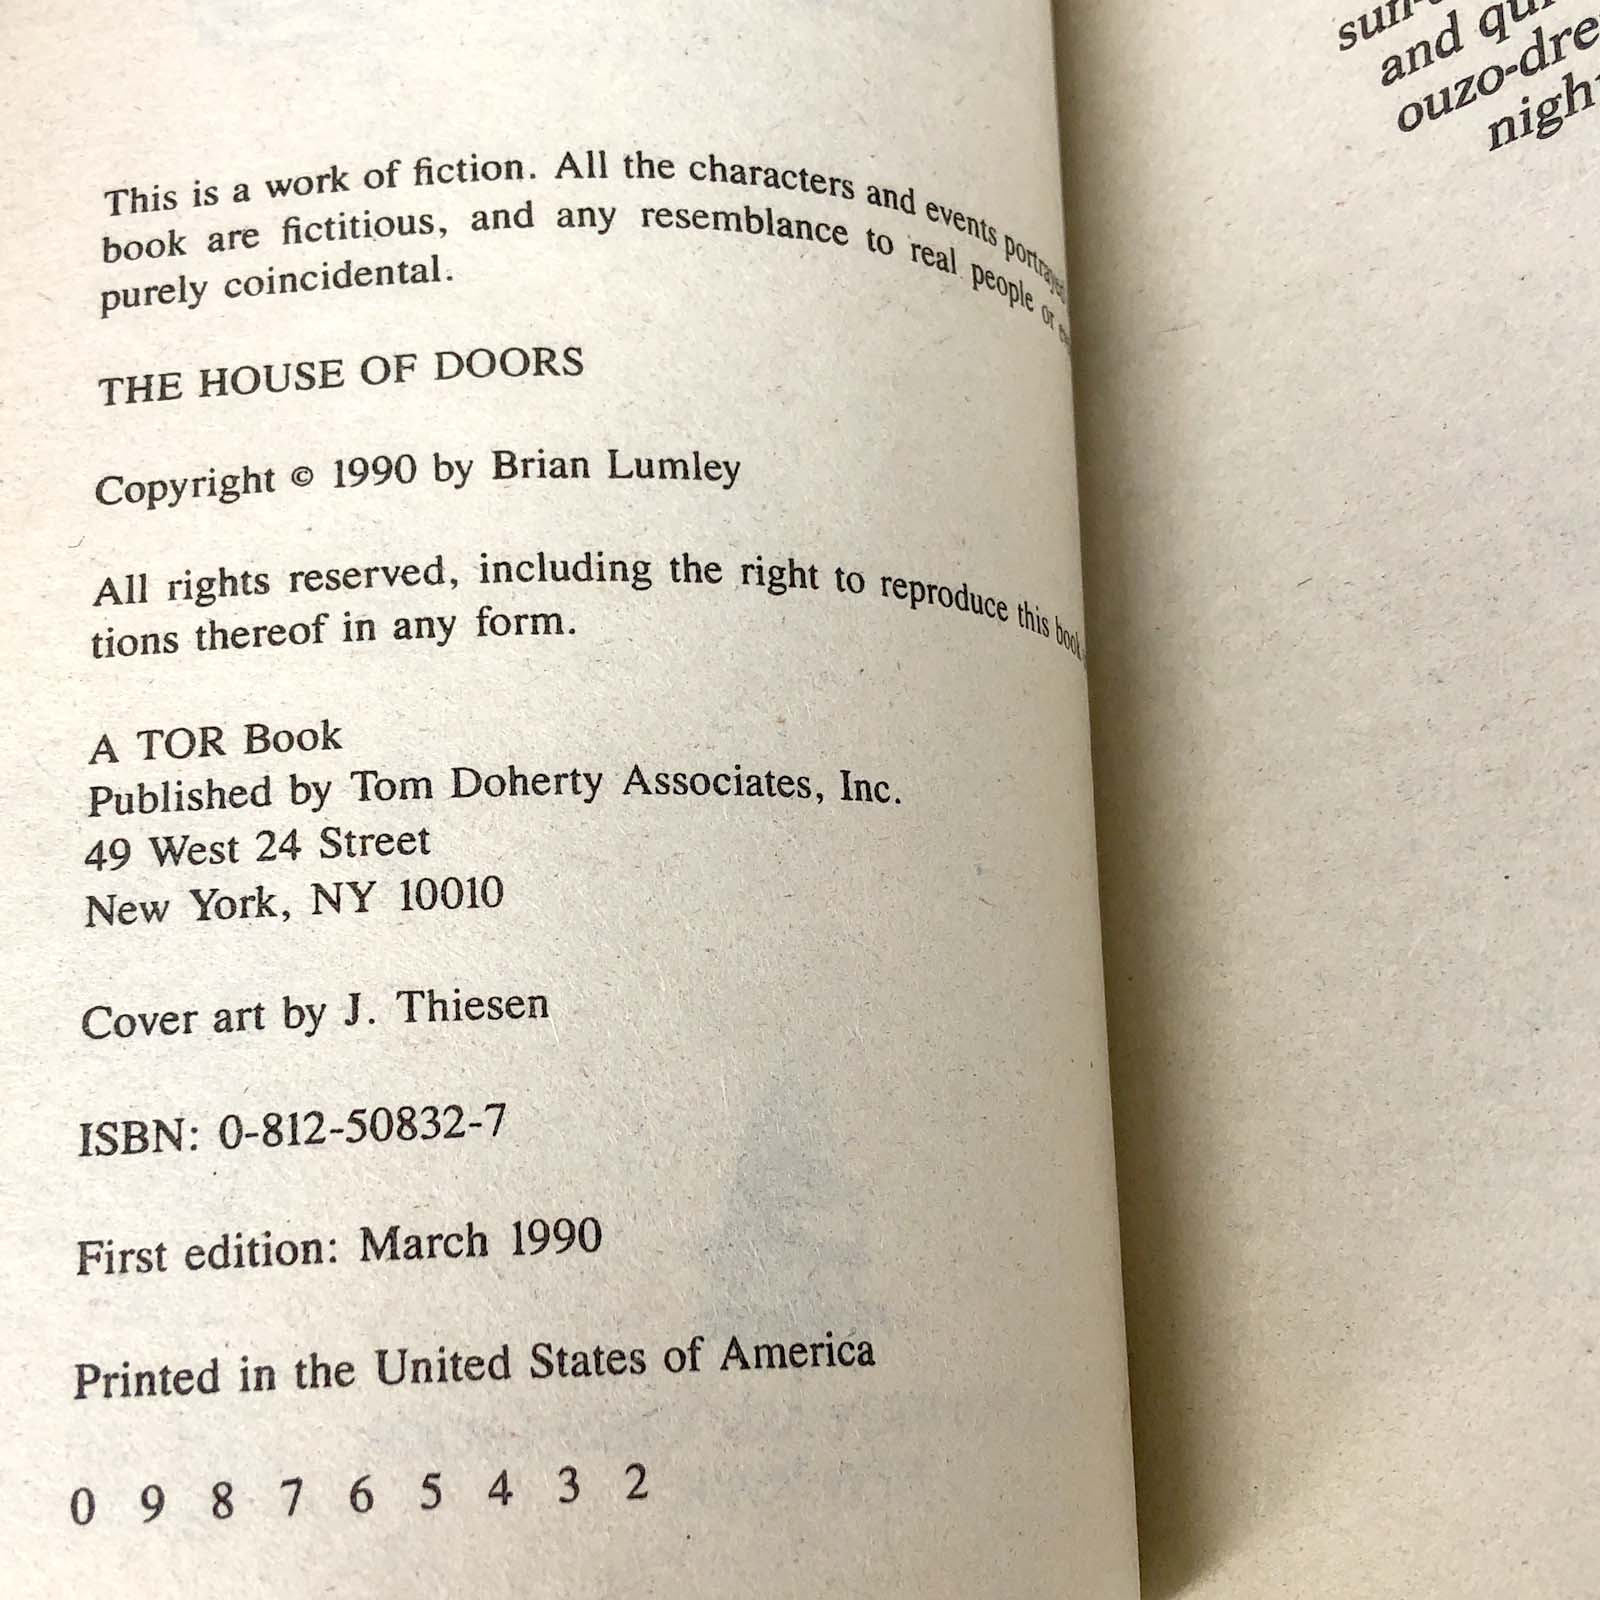 This is a work of fiction. All the characters and events portrayed
book are fictitious, and any resemblance to real people or
purely coincidental.
THE HOUSE OF DOORS
Copyright © 1990 by Brian Lumley
All rights reserved, including the right to reproduce this book
tions thereof in any form.
A TOR Book
Published by Tom Doherty Associates, Inc.
49 West 24 Street
New York, NY 10010
Cover art by J. Thiesen
ISBN: 0-812-50832-7
First edition: March 1990
Printed in the United States of America
0 9 8 7 6 5 4 3 2
and
ouzo-dre
night